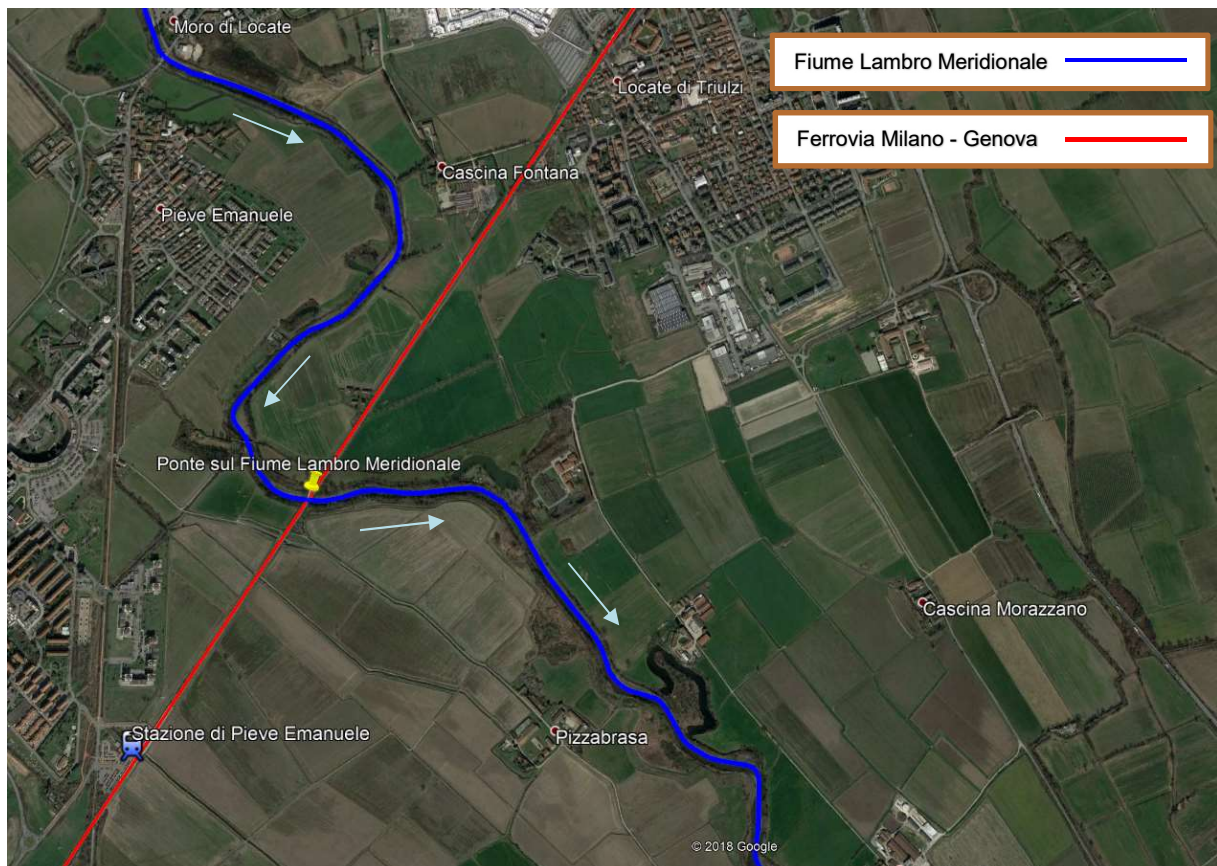 Moro di Locate
Fiume Lambro Meridionale
Locate di Triulzi
Ferrovia Milano - Genova
Cascina Fontana
Pieve Emanuele
Ponte sul Fiume Lambro Meridionale
Cascina Morazzano
Stazione di Pieve Emanuele
Pizzabrasa
© 2018 Google